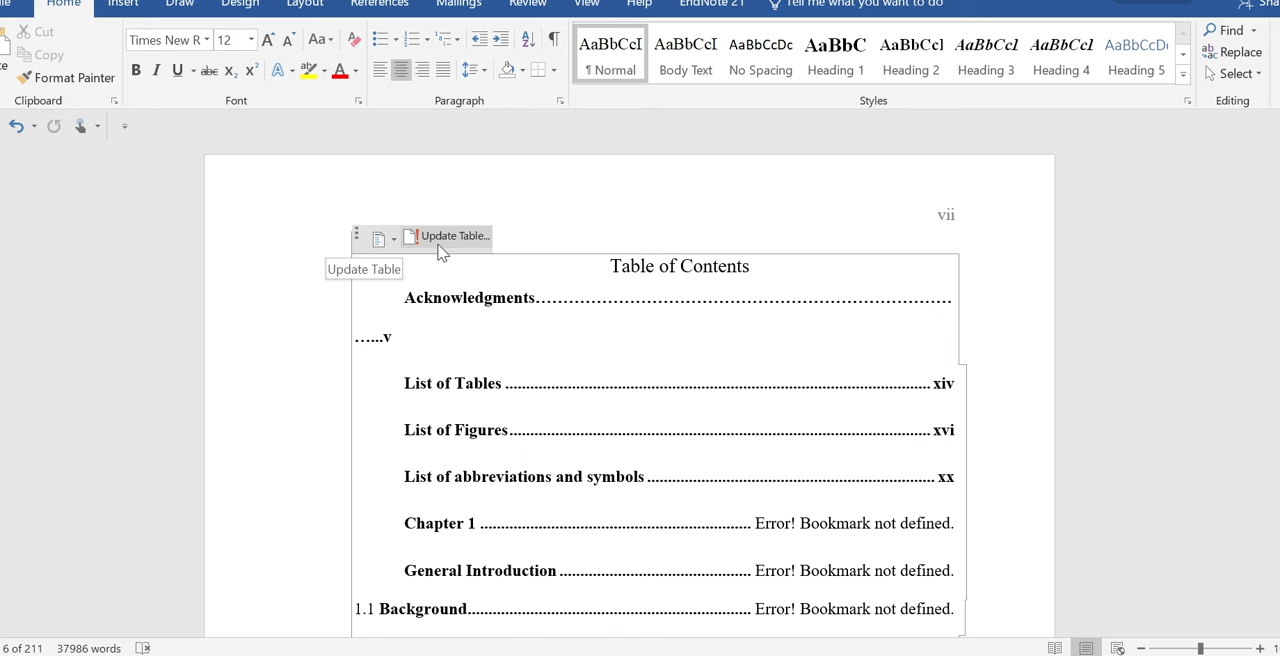 Home Insert Draw Design Layout References Mailings Review View Help EndNote 21 Tell me what you want to do
Cut
Copy
Format Painter
Clipboard
Times New R 12 Aa
B I U abc X₂ X² A A
Font
Paragraph
AaBbCcI AaBbCcI AaBbCcDc AaBbC AaBbCcI AaBbCcI AaBbCcI AaBbCcDc
¶ Normal Body Text No Spacing Heading 1 Heading 2 Heading 3 Heading 4 Heading 5
Styles
Find
Replace
Select
Editing
vii
Update Table...
Update Table
Table of Contents
Acknowledgments……………………………………………………………………………
…...v
List of Tables ..................................................................................................... xiv
List of Figures.................................................................................................... xvi
List of abbreviations and symbols .................................................................... xx
Chapter 1 ................................................................ Error! Bookmark not defined.
General Introduction ............................................. Error! Bookmark not defined.
1.1 Background................................................................... Error! Bookmark not defined.
6 of 211 37986 words